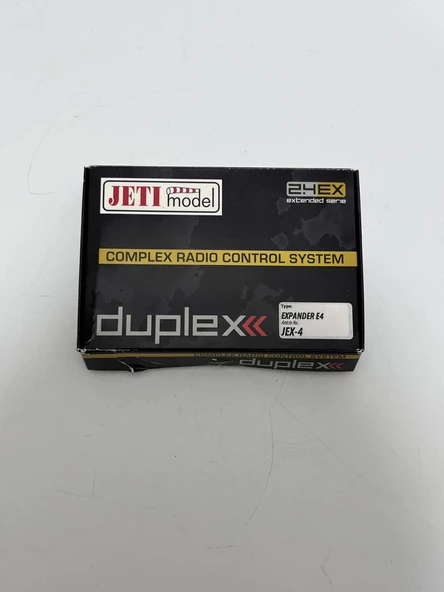 JETI model
2.4EX
extended serie
COMPLEX RADIO CONTROL SYSTEM
duplex
Type:
EXPANDER E4
Article No.
JEX-4
COMPLEX RADIO CONTROL SYSTEM
duplex